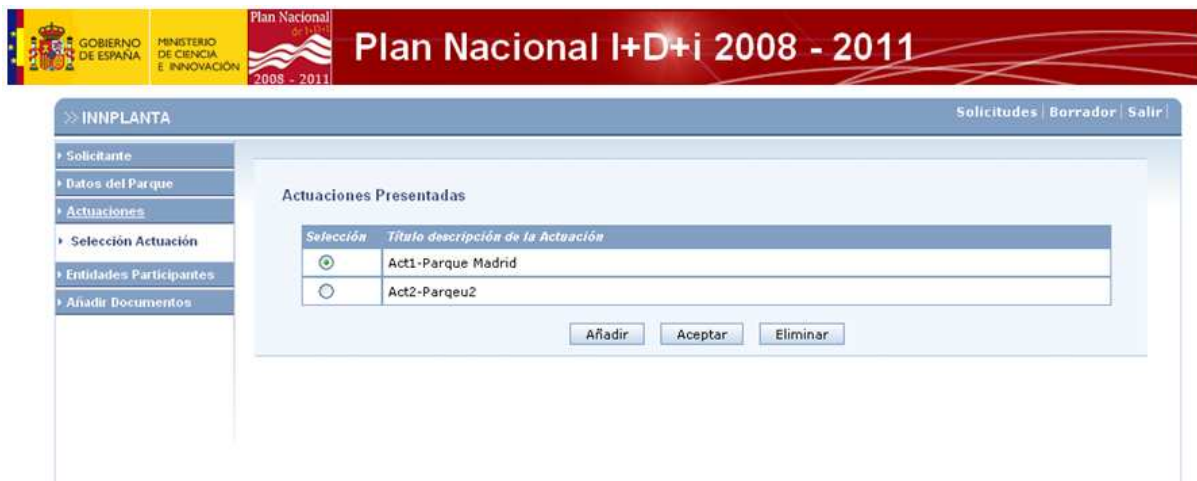 GOBIERNO
DE ESPAÑA
MINISTERIO
DE CIENCIA
E INNOVACIÓN
Plan Nacional
de I+D+i
2008 - 2011
Plan Nacional I+D+i 2008 - 2011
INNPLANTA
Solicitudes | Borrador | Salir |
Solicitante
Datos del Parque
Actuaciones
Selección Actuación
Entidades Participantes
Añadir Documentos
Actuaciones Presentadas
Selección Título descripción de la Actuación
Act1-Parque Madrid
Act2-Parqeu2
Añadir Aceptar Eliminar